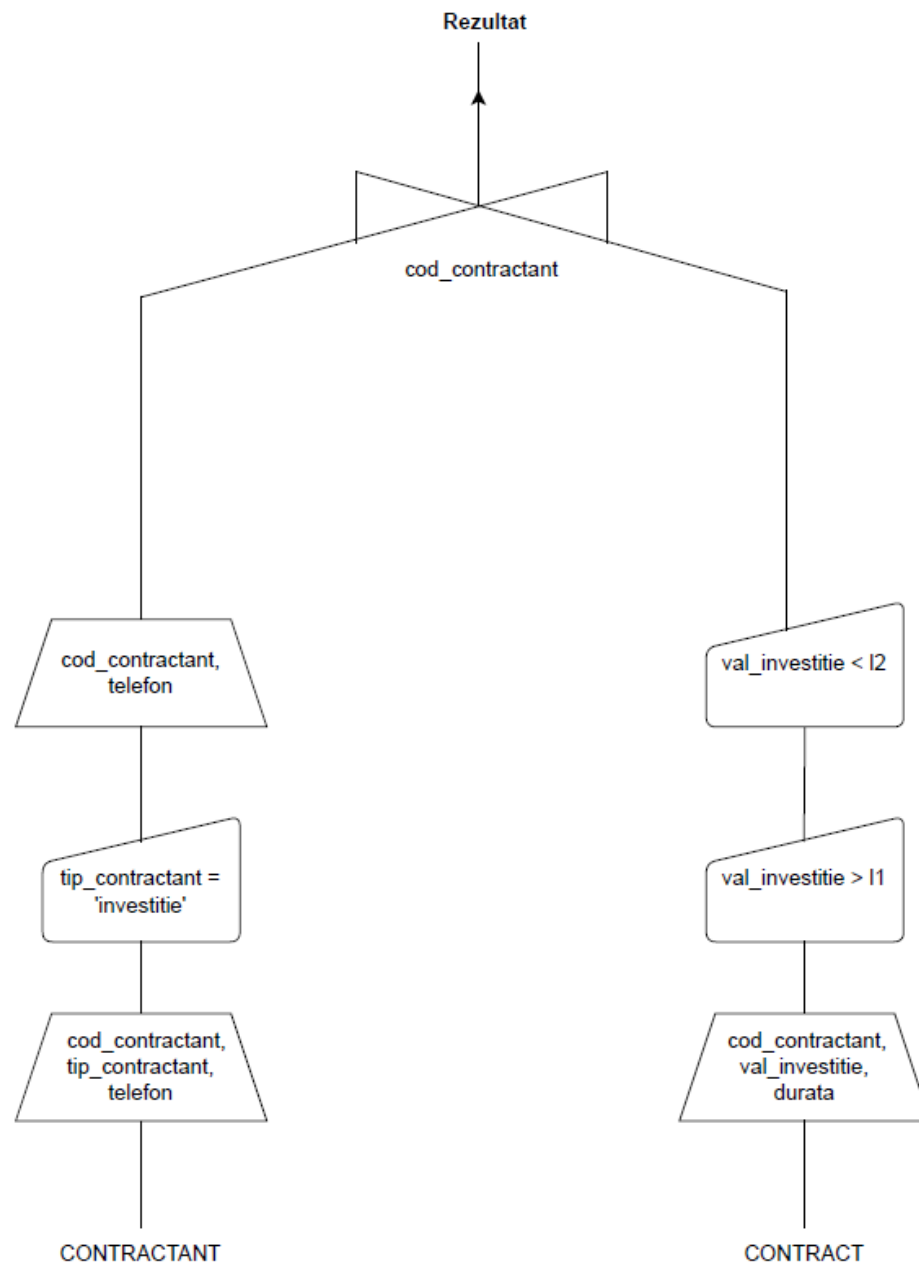 Rezultat
cod_contractant
cod_contractant,
telefon
val_investitie < I2
tip_contractant =
'investitie'
val_investitie > I1
cod_contractant,
tip_contractant,
telefon
cod_contractant,
val_investitie,
durata
CONTRACTANT
CONTRACT